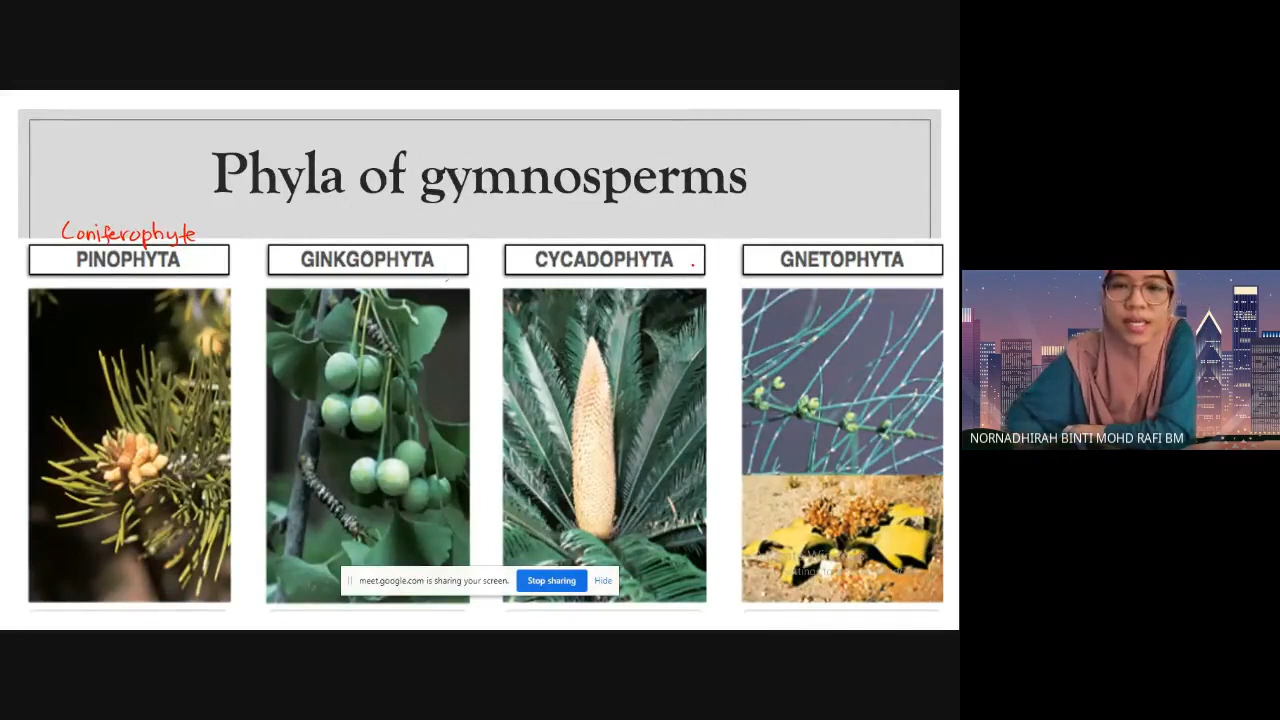 Phyla of gymnosperms
Coniferophyte
PINOPHYTA
GINKGOPHYTA
CYCADOPHYTA
GNETOPHYTA
NORNADHIRAH BINTI MOHD RAFI BM
meet.google.com is sharing your screen. Stop sharing Hide